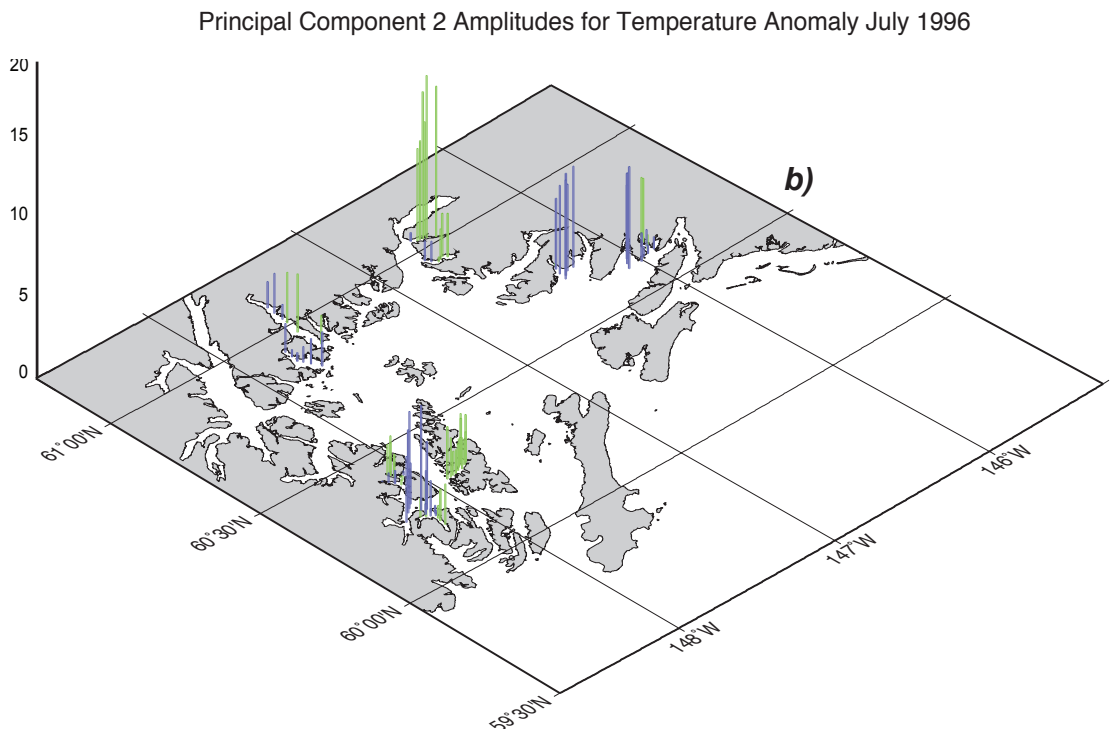 Principal Component 2 Amplitudes for Temperature Anomaly July 1996
20
15
10
5
0
b)
61°00'N
60°30'N
60°00'N
59°30'N
148°W
147°W
146°W